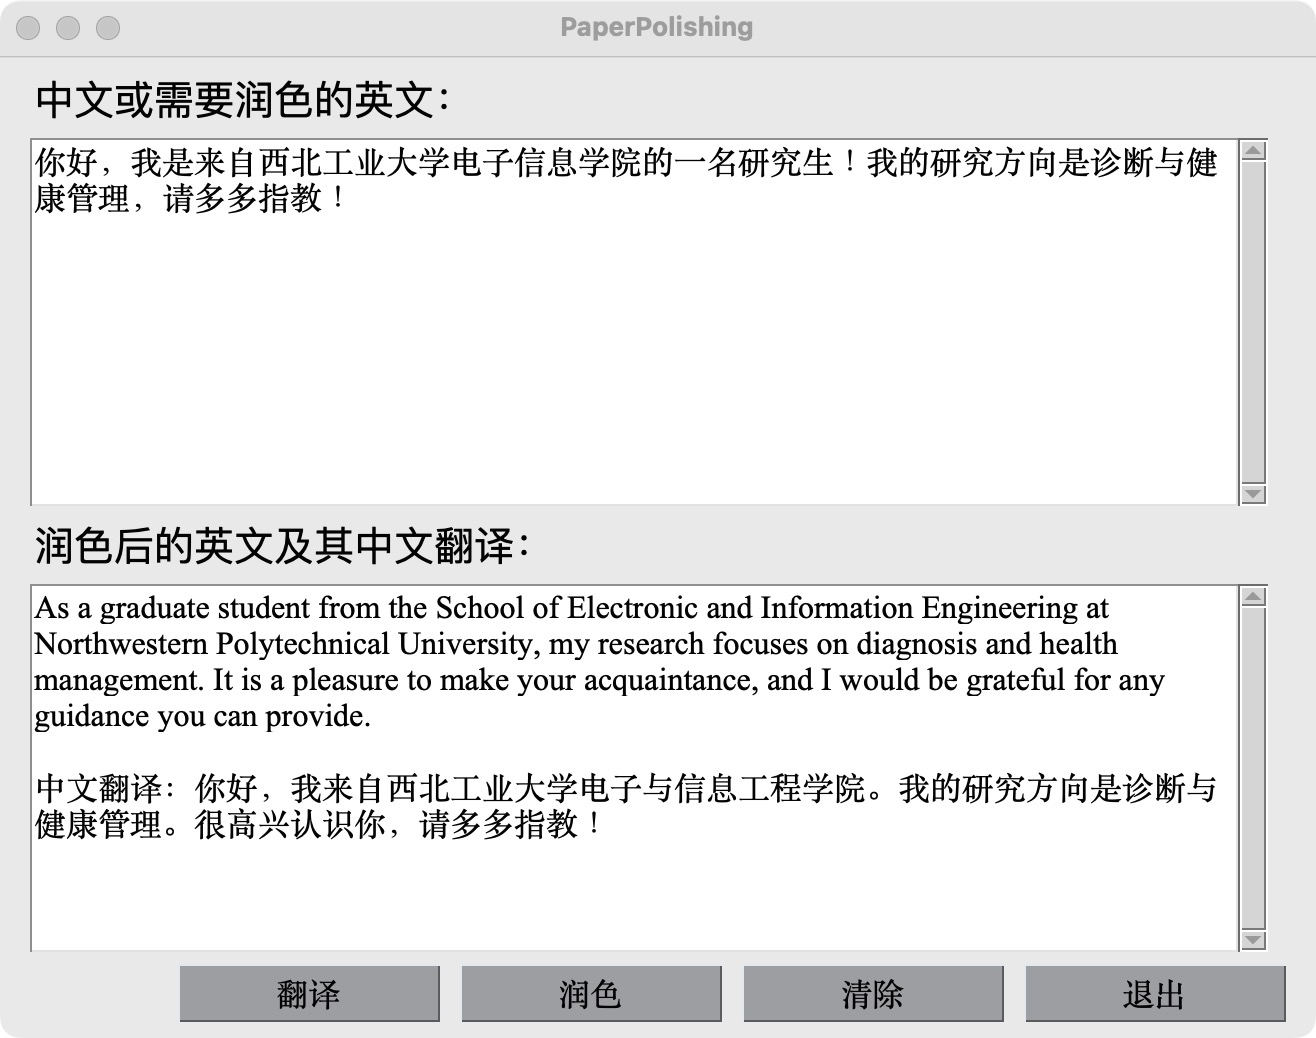 PaperPolishing
中文或需要润色的英文：
你好，我是来自西北工业大学电子信息学院的一名研究生！我的研究方向是诊断与健
康管理，请多多指教！
润色后的英文及其中文翻译：
As a graduate student from the School of Electronic and Information Engineering at
Northwestern Polytechnical University, my research focuses on diagnosis and health
management. It is a pleasure to make your acquaintance, and I would be grateful for any
guidance you can provide.
中文翻译：你好，我来自西北工业大学电子与信息工程学院。我的研究方向是诊断与
健康管理。很高兴认识你，请多多指教！
翻译
润色
清除
退出